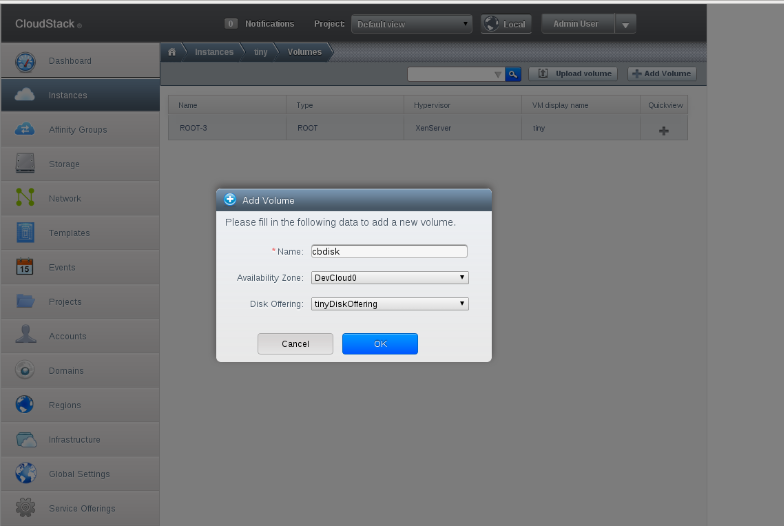 CloudStack
0 Notifications Project: Default view Local Admin User
Dashboard
Instances
Affinity Groups
Storage
Network
Templates
15
Events
Projects
Accounts
Domains
Regions
Infrastructure
Global Settings
Service Offerings
Instances tiny Volumes
Upload volume Add Volume
Name Type Hypervisor VM display name Quickview
ROOT-3 ROOT XenServer tiny
Add Volume
Please fill in the following data to add a new volume.
* Name: cbdisk
Availability Zone: DevCloud0
Disk Offering: tinyDiskOffering
Cancel OK